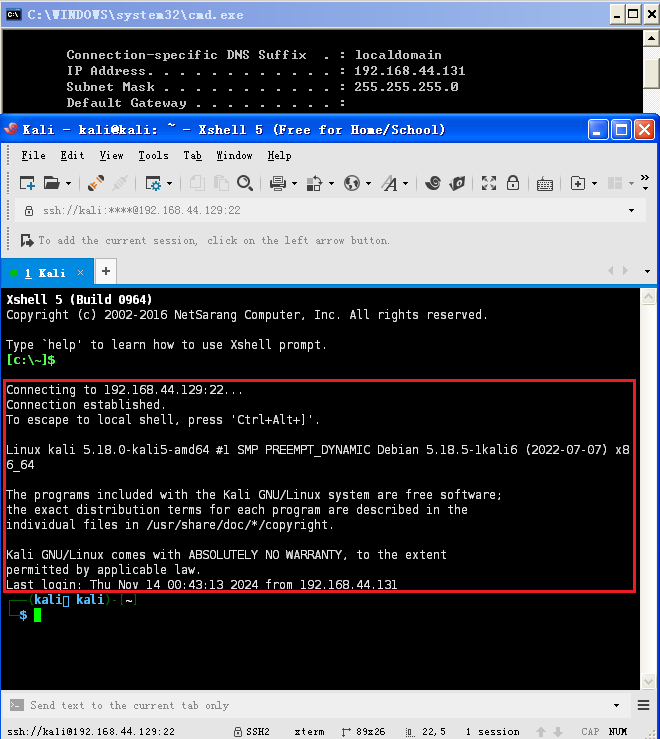 C:\WINDOWS\system32\cmd.exe
Connection-specific DNS Suffix  . : localdomain
IP Address. . . . . . . . . . . . : 192.168.44.131
Subnet Mask . . . . . . . . . . . : 255.255.255.0
Default Gateway . . . . . . . . . :
Kali - kali@kali: ~ - Xshell 5 (Free for Home/School)
File Edit View Tools Tab Window Help
ssh://kali:****@192.168.44.129:22
To add the current session, click on the left arrow button.
1 Kali × +
Xshell 5 (Build 0964)
Copyright (c) 2002-2016 NetSarang Computer, Inc. All rights reserved.
Type `help' to learn how to use Xshell prompt.
[c:\~]$
Connecting to 192.168.44.129:22...
Connection established.
To escape to local shell, press 'Ctrl+Alt+]'.
Linux kali 5.18.0-kali5-amd64 #1 SMP PREEMPT_DYNAMIC Debian 5.18.5-1kali6 (2022-07-07) x8
6_64
The programs included with the Kali GNU/Linux system are free software;
the exact distribution terms for each program are described in the
individual files in /usr/share/doc/*/copyright.
Kali GNU/Linux comes with ABSOLUTELY NO WARRANTY, to the extent
permitted by applicable law.
Last login: Thu Nov 14 00:43:13 2024 from 192.168.44.131
┌──(kali▯ kali)-[~]
└─$
Send text to the current tab only
ssh://kali@192.168.44.129:22 SSH2 xterm 89x26 22,5 1 session CAP NUM